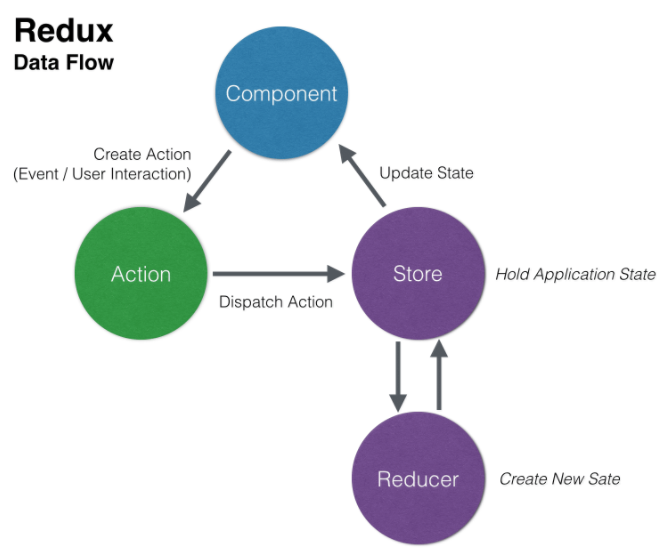 Redux
Data Flow
Component
Create Action
(Event / User Interaction)
Update State
Action
Store
Hold Application State
Dispatch Action
Reducer
Create New Sate